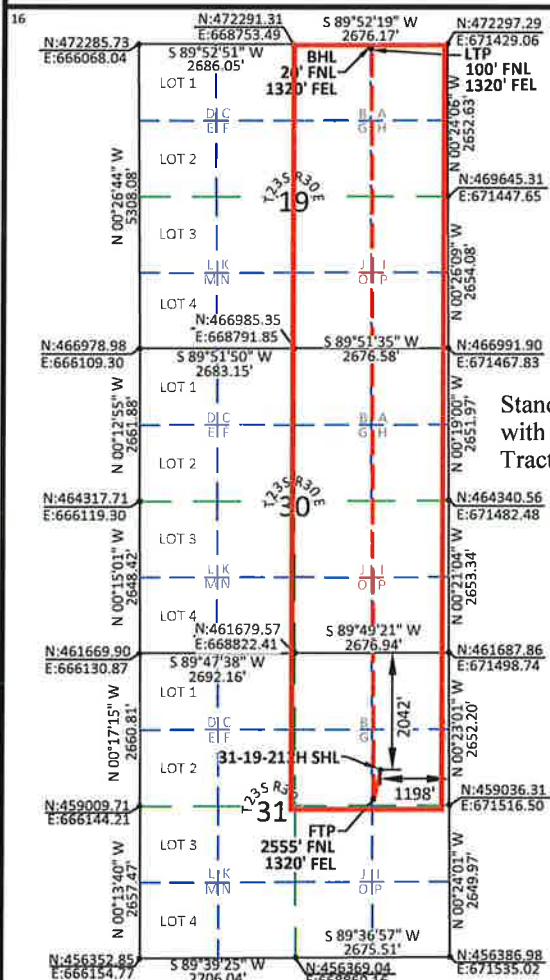 16
N:472291.31
E:668753.49
S 89°52'19" W
2676.17'
N:472297.29
E:671429.06
N:472285.73
E:666068.04
S 89°52'51" W
2686.05'
BHL
20' FNL
1320' FEL
LTP
100' FNL
1320' FEL
LOT 1
D C
E F
B A
G H
N 00°24'06" W
2652.63'
LOT 2
N 00°26'44" W
5308.08'
T23S R30E
19
N:469645.31
E:671447.65
LOT 3
L K
M N
J I
O P
N 00°26'09" W
2654.08'
LOT 4
N:466985.35
E:668791.85
N:466978.98
E:666109.30
S 89°51'50" W
2683.15'
S 89°51'35" W
2676.58'
N:466991.90
E:671467.83
LOT 1
N 00°12'55" W
2661.88'
D C
E F
B A
G H
N 00°19'00" W
2651.97'
Stand
with
Tract
LOT 2
N:464317.71
E:666119.30
T23S R30E
30
N:464340.56
E:671482.48
LOT 3
N 00°15'01" W
2648.42'
L K
M N
J I
O P
N 00°21'04" W
2653.34'
LOT 4
N:461679.57
E:668822.41
S 89°49'21" W
2676.94'
N:461669.90
E:666130.87
S 89°47'38" W
2692.16'
N:461687.86
E:671498.74
LOT 1
N 00°17'15" W
2660.81'
D C
E F
B
G
2042'
N 00°23'01" W
2652.20'
LOT 2
31-19-212H SHL
1198'
N:459009.71
E:666144.21
T23S R30
31
N:459036.31
E:671516.50
FTP
2555' FNL
1320' FEL
LOT 3
N 00°13'40" W
2657.47'
L K
M N
J I
O P
N 00°24'01" W
2649.97'
LOT 4
S 89°36'57" W
2675.51'
N:456352.85
E:666154.77
S 89°39'25" W
2706.04'
N:456369.04
E:668860.16
N:456386.98
E:671535.02